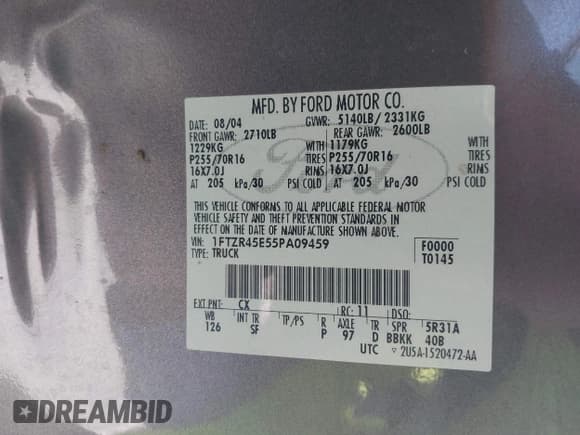 MFD. BY FORD MOTOR CO.
DATE: 08/04 GVWR: 5140LB/ 2331KG
FRONT GAWR: 2710LB REAR GAWR: 2600LB
1229KG 1179KG
P255/70R16 TIRES P255/70R16 TIRES
16X7.0J RIMS 16X7.0J RIMS
AT 205 kPa/30 PSI COLD AT 205 kPa/30 PSI COLD
Ford
THIS VEHICLE CONFORMS TO ALL APPLICABLE FEDERAL MOTOR
VEHICLE SAFETY AND THEFT PREVENTION STANDARDS IN
EFFECT ON THE DATE OF MANUFACTURE SHOWN ABOVE.
VIN: 1FTZR45E55PA09459 F0000
TYPE: TRUCK T0145
EXT PNT: CX RC: 11 DSO:
WB INT TR TP/PS R AXLE TR SPR 5R31A
126 SF P 97 D BBKK 40B
UTC ▽ 2U5A-1520472-AA
DREAMBID